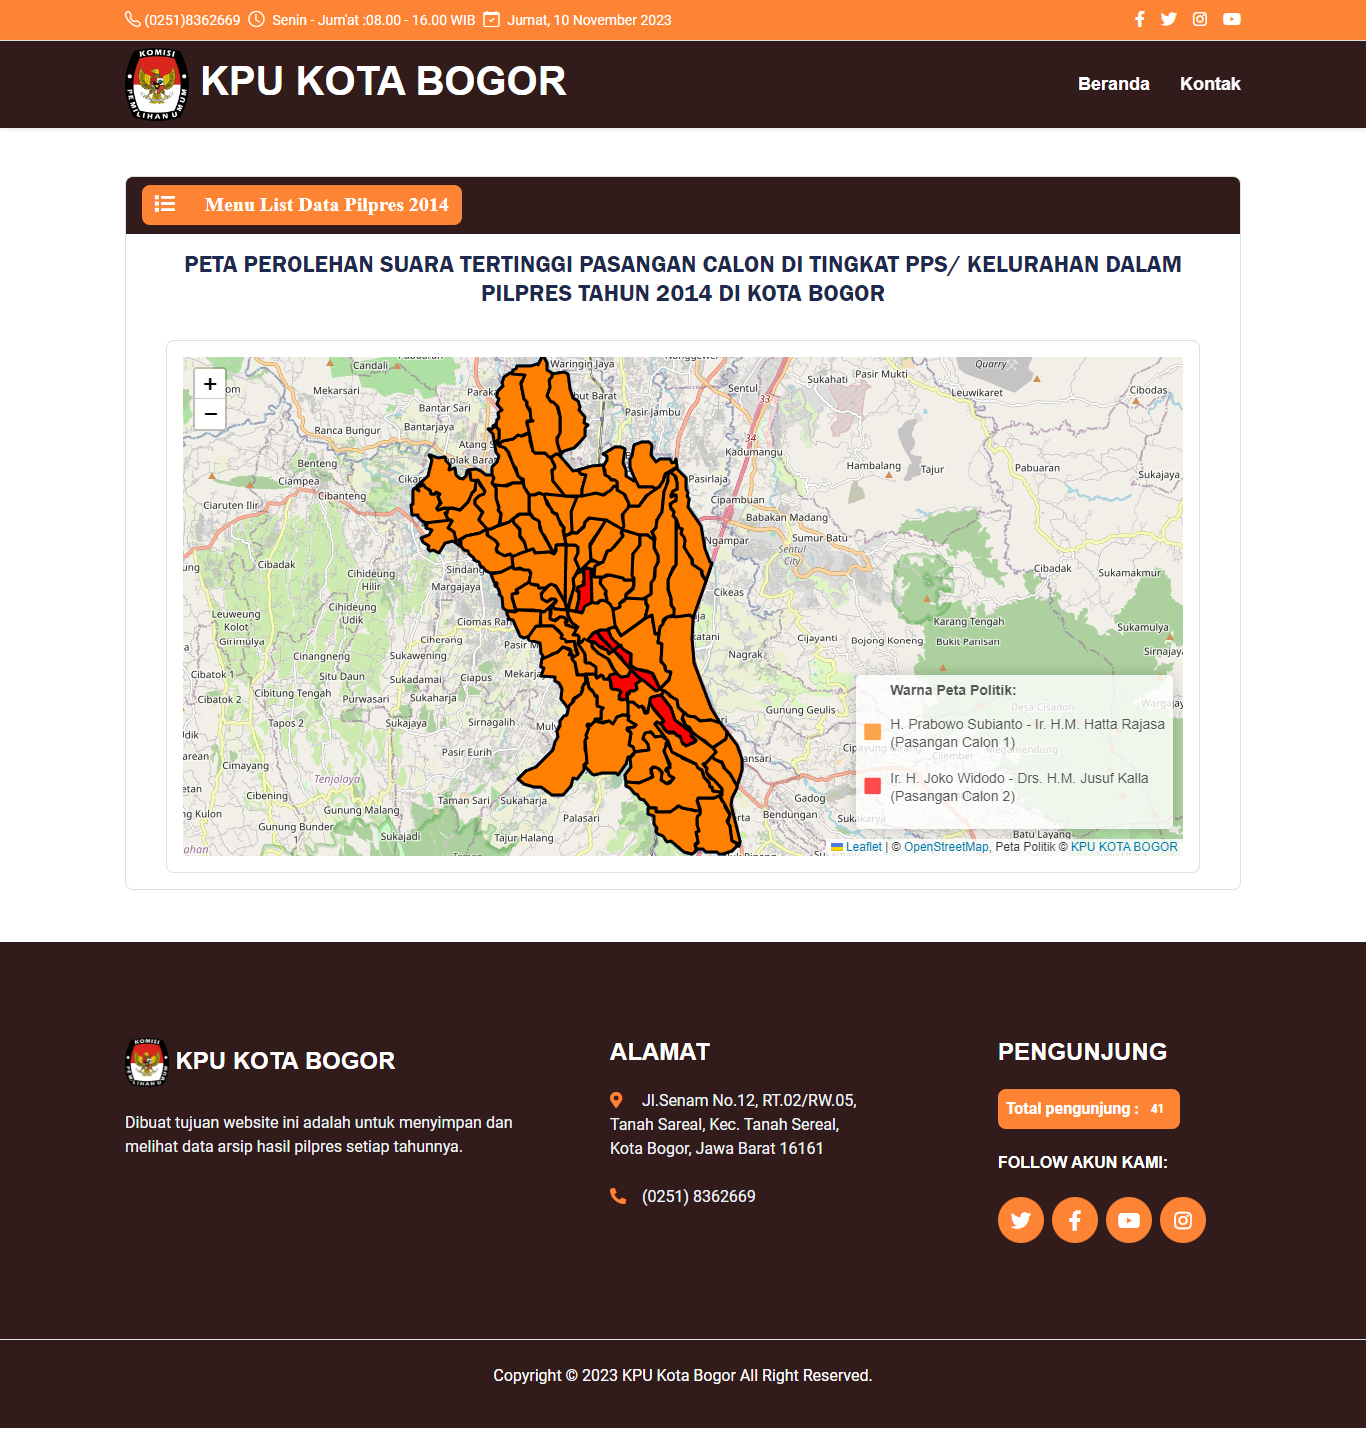 (0251)8362669 Senin - Jum'at :08.00 - 16.00 WIB Jumat, 10 November 2023
KOMISI
PEMILIHAN UMUM
KPU KOTA BOGOR
Beranda Kontak
Menu List Data Pilpres 2014
PETA PEROLEHAN SUARA TERTINGGI PASANGAN CALON DI TINGKAT PPS/ KELURAHAN DALAM
PILPRES TAHUN 2014 DI KOTA BOGOR
+
−
Candali
Waringin Jaya
Mekarsari
Bantar Sari
Ranca Bungur
Bantarjaya
Benteng
Ciampea
Cibanteng
Ciaruten Ilir
Pasir Jambu
Sentul
Sukahati
Pasir Mukti
Quarry
Leuwikaret
Cibodas
33
34
Kadumangu
Hambalang
Tajur
Pabuaran
Sukajaya
Pasirlaja
Cipambuan
Babakan Madang
Sumur Batu
Sentul
City
Cibadak
Sukamakmur
Cikeas
Karang Tengah
Cijayanti
Bojong Koneng
Bukit Panisan
Sukamulya
Nagrak
Gunung Geulis
Cibadak
Cihideung
Hilir
Margajaya
Leuweung
Kolot
Cihideung
Udik
Girimulya
Cinangneng
Ciherang
Sukawening
Cibatok 1
Situ Daun
Sukadamai
Ciapus
Cibatok 2
Cibitung Tengah
Purwasari
Sukaharja
Tapos 2
Sukajaya
Sirnagalih
Pasir Eurih
Cimayang
Tenjolaya
Cibening
Gunung Malang
Taman Sari
Sukaharja
Gunung Bunder
Sukajadi
Tajur Halang
Palasari
Gadog
Bendungan
Batu Layang
Warna Peta Politik:
H. Prabowo Subianto - Ir. H.M. Hatta Rajasa
(Pasangan Calon 1)
Ir. H. Joko Widodo - Drs. H.M. Jusuf Kalla
(Pasangan Calon 2)
Leaflet | © OpenStreetMap, Peta Politik © KPU KOTA BOGOR
KOMISI
PEMILIHAN UMUM
KPU KOTA BOGOR
Dibuat tujuan website ini adalah untuk menyimpan dan
melihat data arsip hasil pilpres setiap tahunnya.
ALAMAT
Jl.Senam No.12, RT.02/RW.05,
Tanah Sareal, Kec. Tanah Sereal,
Kota Bogor, Jawa Barat 16161
(0251) 8362669
PENGUNJUNG
Total pengunjung : 41
FOLLOW AKUN KAMI:
Copyright © 2023 KPU Kota Bogor All Right Reserved.